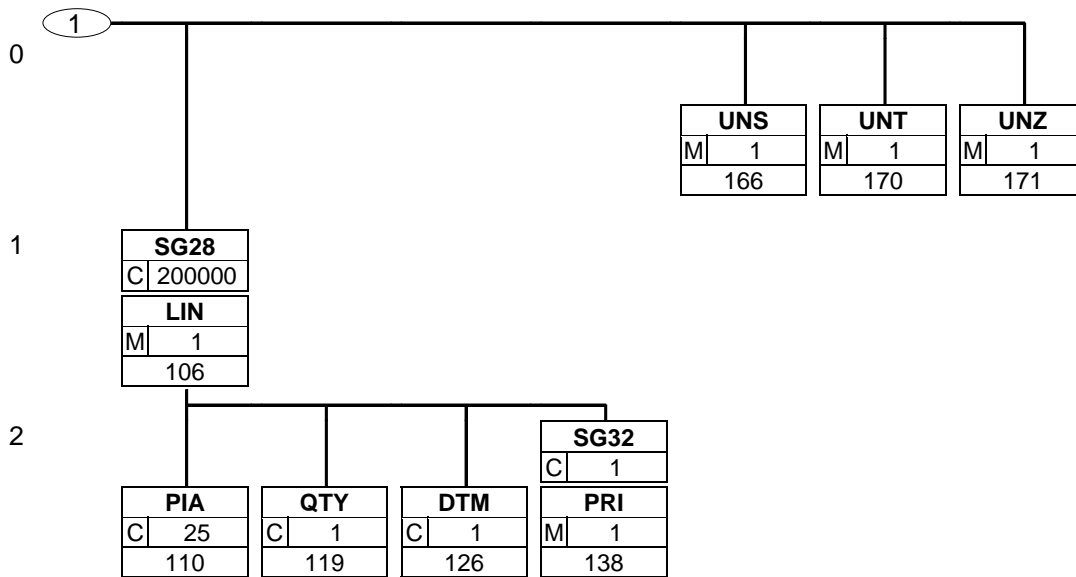 1
0
UNS UNT UNZ
M 1 M 1 M 1
166 170 171
1
SG28
C 200000
LIN
M 1
106
2
SG32
C 1
PIA QTY DTM PRI
C 25 C 1 C 1 M 1
110 119 126 138